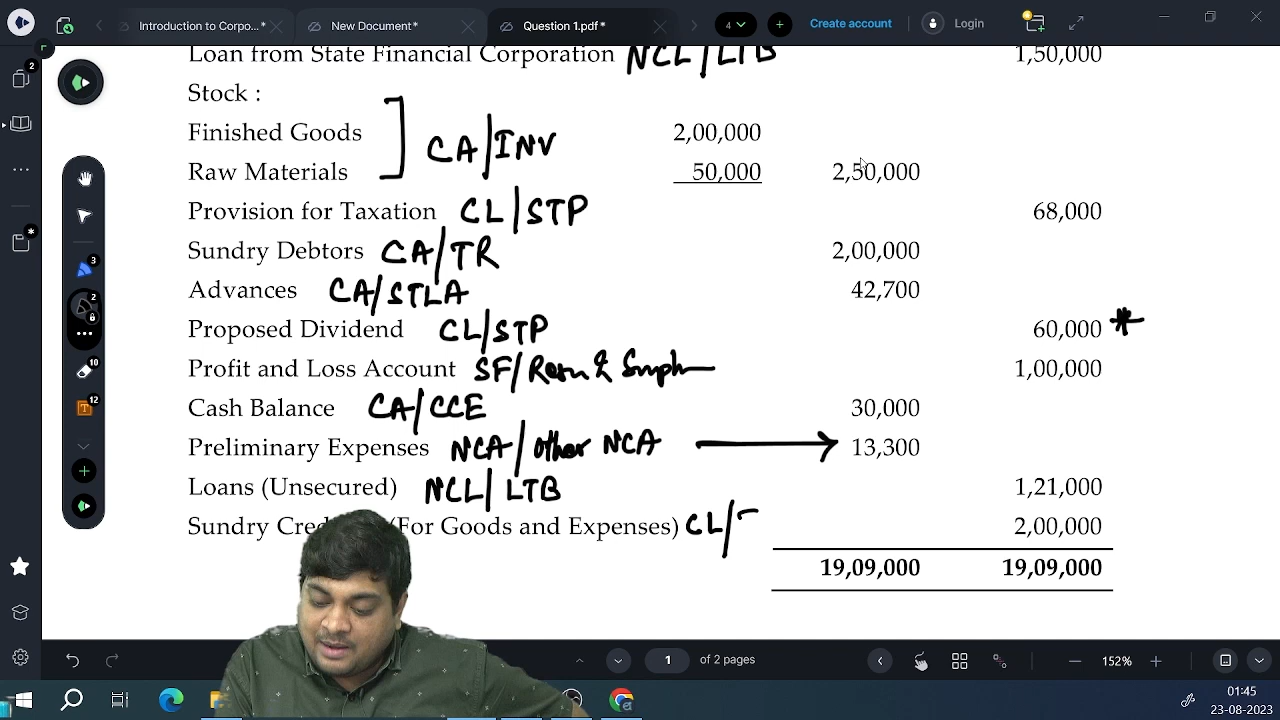 Introduction to Corpo...* New Document* Question 1.pdf* 4 Create account Login
Loan from State Financial Corporation NCL/LTB 1,50,000
2
Stock :
Finished Goods 2,00,000
CA/INV
Raw Materials 50,000 2,50,000
Provision for Taxation CL/STP 68,000
Sundry Debtors CA/TR 2,00,000
3
Advances CA/STLA 42,700
2
Proposed Dividend CL/STP 60,000 *
Profit and Loss Account SF/ 1,00,000
10
Cash Balance CA/CCE 30,000
12
Preliminary Expenses NCA/Other NCA 13,300
Loans (Unsecured) NCL/LTB 1,21,000
Sundry (For Goods and Expenses) CL/ 2,00,000
19,09,000 19,09,000
1 of 2 pages 152%
01:45
23-08-2023